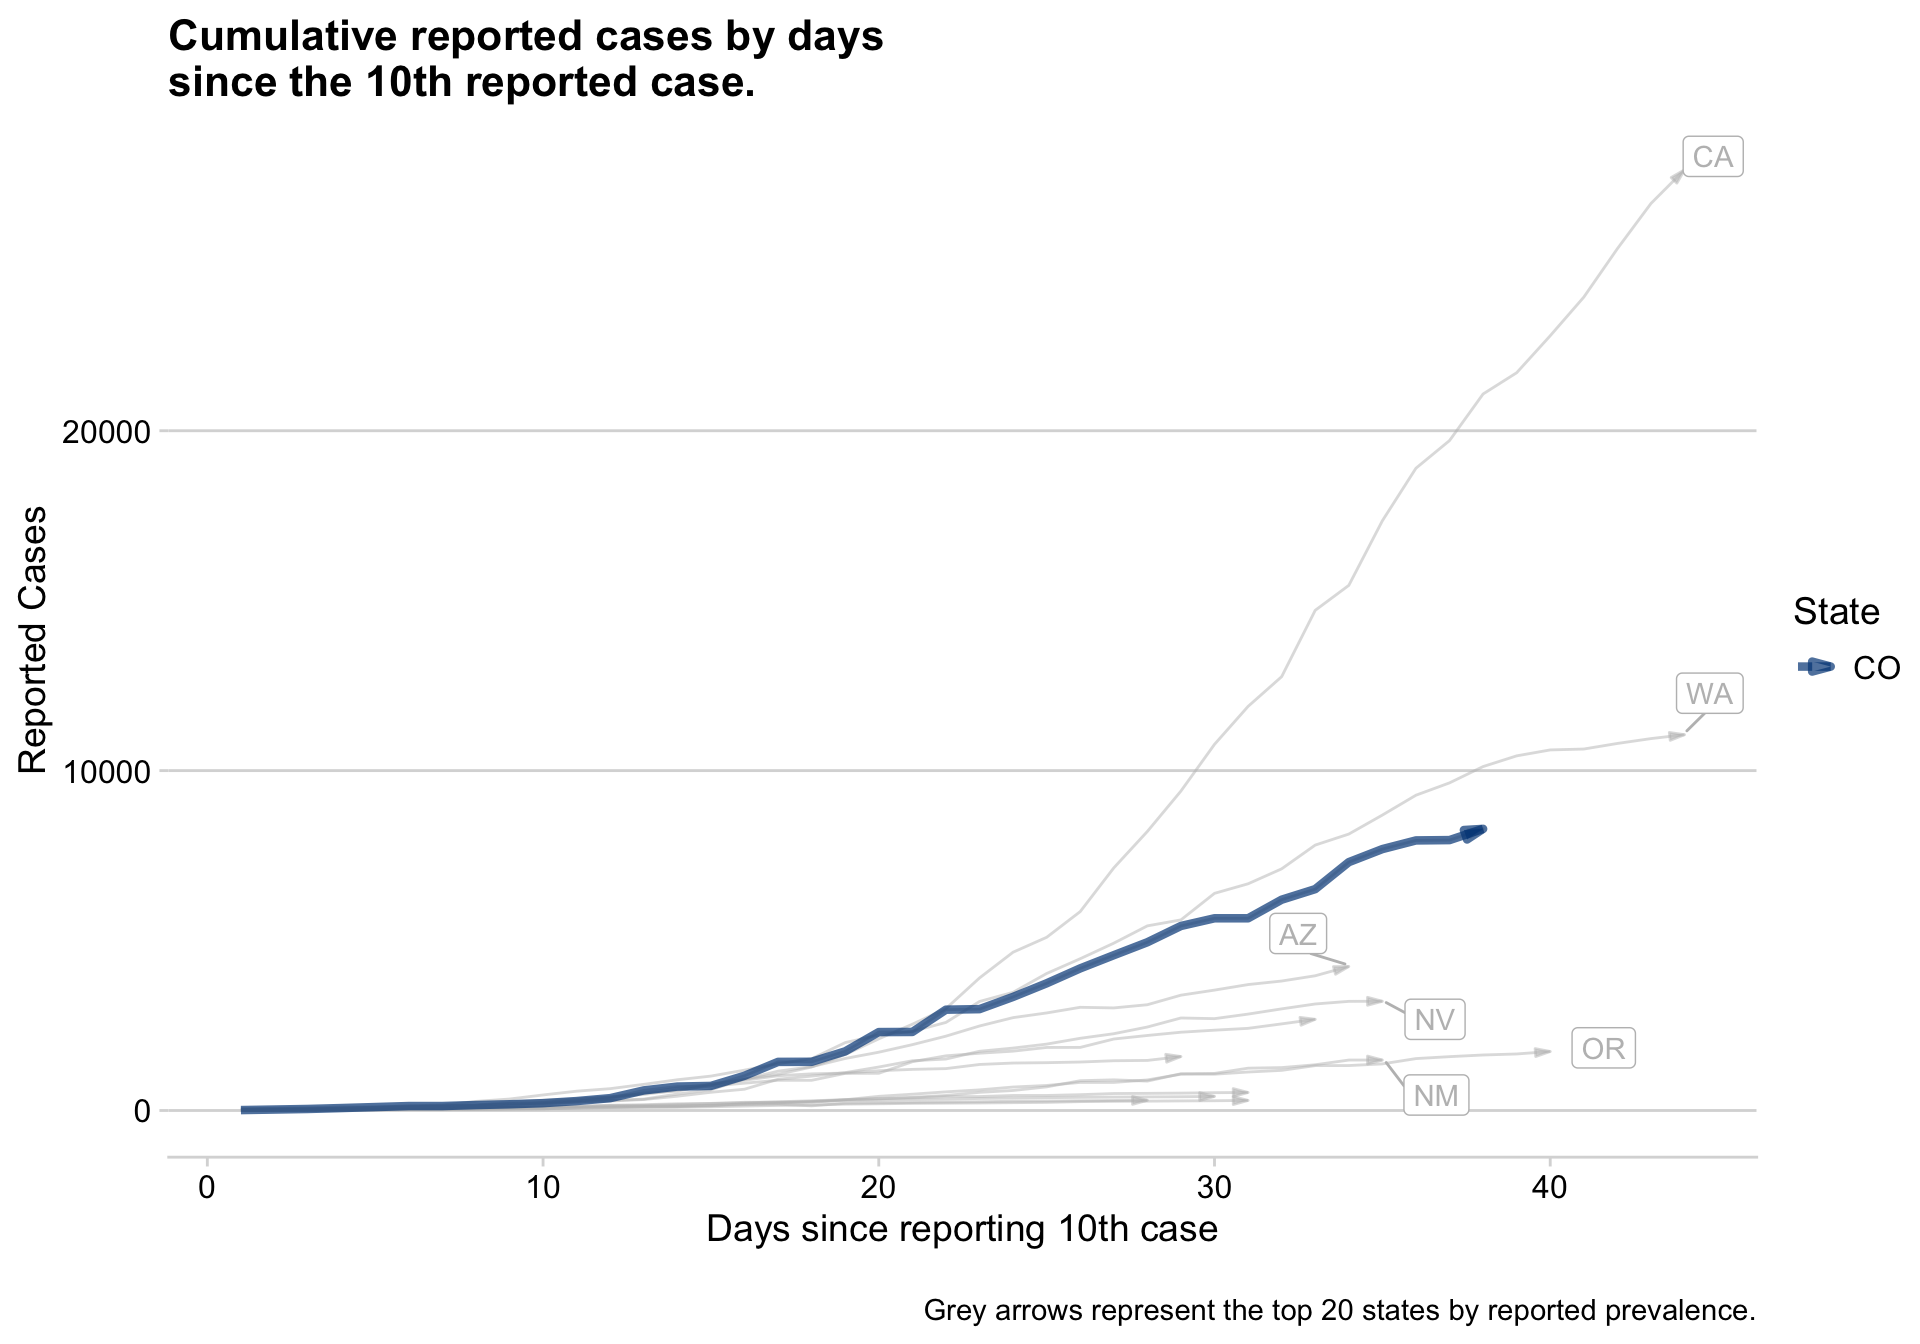 Cumulative reported cases by days
since the 10th reported case.
CA
20000
Reported Cases
State
CO
WA
10000
AZ
NV
OR
NM
0
0 10 20 30 40
Days since reporting 10th case
Grey arrows represent the top 20 states by reported prevalence.